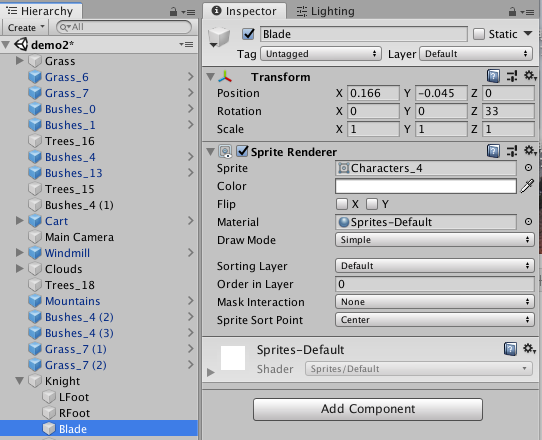 Hierarchy
Create All
demo2*
Grass
Grass_6
Grass_7
Bushes_0
Bushes_1
Trees_16
Bushes_4
Bushes_13
Trees_15
Bushes_4 (1)
Cart
Main Camera
Windmill
Clouds
Trees_18
Mountains
Bushes_4 (2)
Bushes_4 (3)
Grass_7 (1)
Grass_7 (2)
Knight
LFoot
RFoot
Blade
Inspector Lighting
Blade Static
Tag Untagged Layer Default
Transform
Position X 0.166 Y -0.045 Z 0
Rotation X 0 Y 0 Z 33
Scale X 1 Y 1 Z 1
Sprite Renderer
Sprite Characters_4
Color
Flip X Y
Material Sprites-Default
Draw Mode Simple
Sorting Layer Default
Order in Layer 0
Mask Interaction None
Sprite Sort Point Center
Sprites-Default
Shader Sprites/Default
Add Component